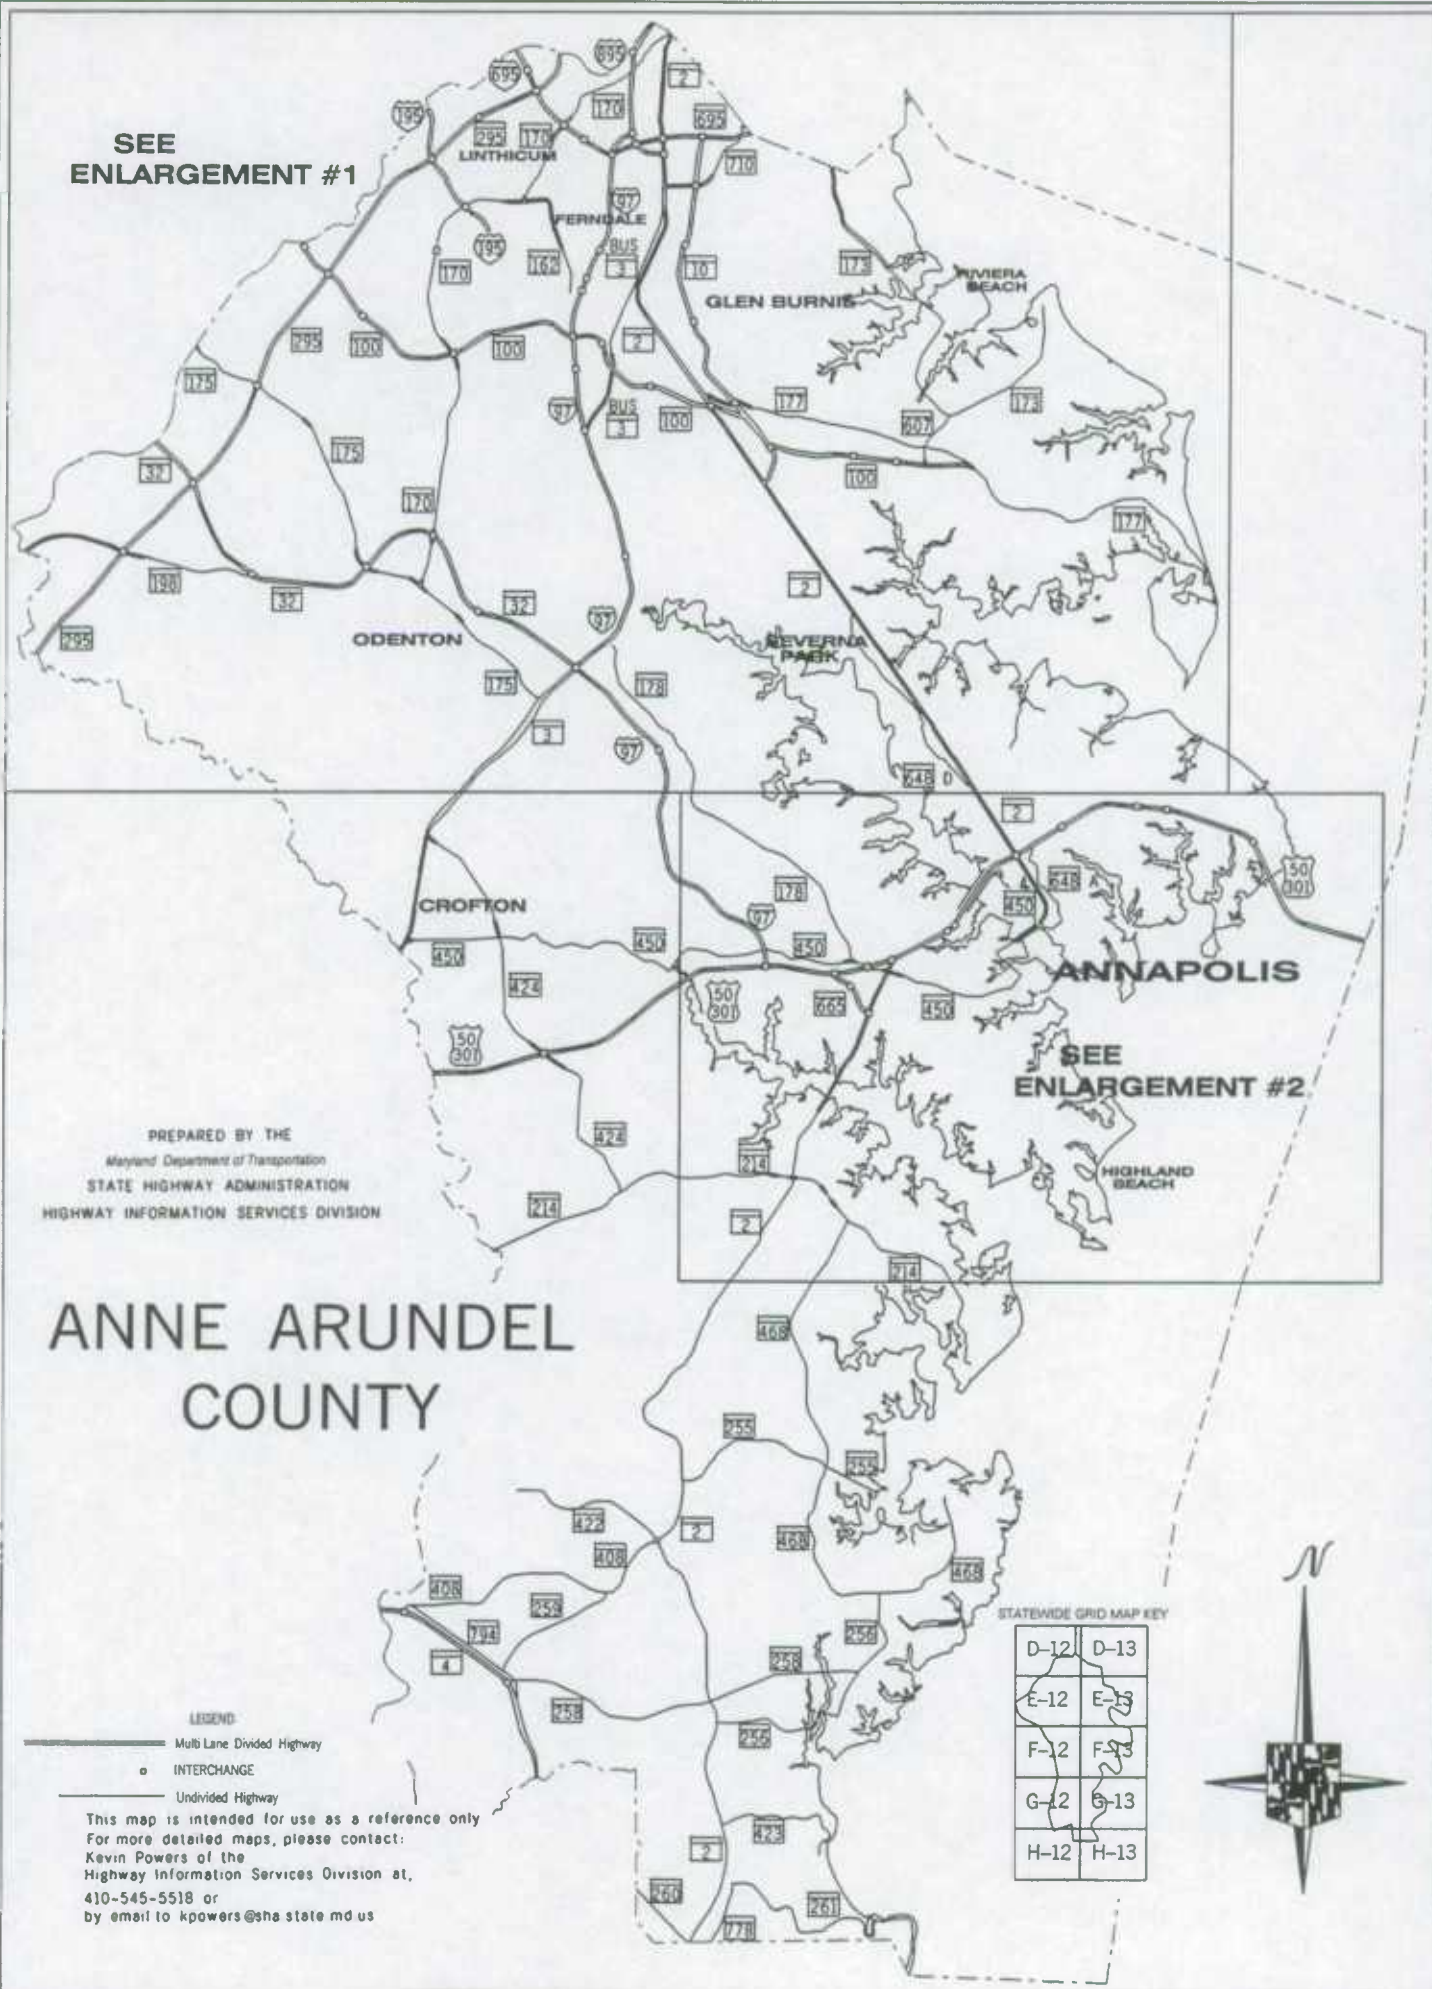 895
695
2
195
170
695
SEE
ENLARGEMENT #1
295
170
LINTHICUM
710
97
FERNDALE
195
BUS
3
173
170
162
10
RIVIERA
BEACH
GLEN BURNIE
295
100
100
2
175
177
173
97
BUS
3
100
607
175
32
100
170
177
198
32
2
32
97
295
ODENTON
SEVERNA
PARK
175
178
3
97
648 D
2
50
301
178
648 A
450
CROFTON
97
450
450
450
ANNAPOLIS
424
50
301
665
450
50
301
SEE
ENLARGEMENT #2
PREPARED BY THE
Maryland Department of Transportation
STATE HIGHWAY ADMINISTRATION
HIGHWAY INFORMATION SERVICES DIVISION
424
214
HIGHLAND
BEACH
214
2
214
ANNE ARUNDEL
COUNTY
468
255
255
422
2
468
408
468
408
259
STATEWIDE GRID MAP KEY
794
256
4
258
D-12 D-13
E-12 E-13
F-12 F-13
G-12 G-13
H-12 H-13
N
258
256
LEGEND
Multi Lane Divided Highway
INTERCHANGE
Undivided Highway
This map is intended for use as a reference only
For more detailed maps, please contact:
Kevin Powers of the
Highway Information Services Division at,
410-545-5518 or
by email to kpowers@sha state md us
423
2
260
261
778